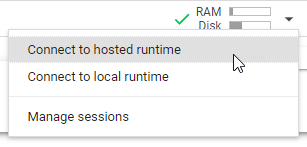 RAM
Disk
Connect to hosted runtime
Connect to local runtime
Manage sessions